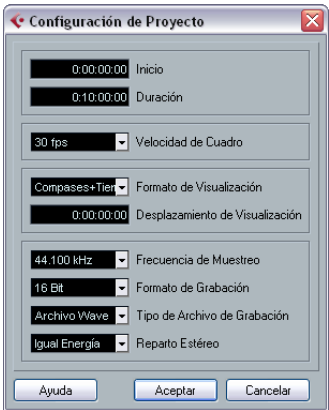 Configuración de Proyecto
0:00:00:00 Inicio
0:10:00:00 Duración
30 fps Velocidad de Cuadro
Compases+Tier Formato de Visualización
0:00:00:00 Desplazamiento de Visualización
44.100 kHz Frecuencia de Muestreo
16 Bit Formato de Grabación
Archivo Wave Tipo de Archivo de Grabación
Igual Energía Reparto Estéreo
Ayuda Aceptar Cancelar